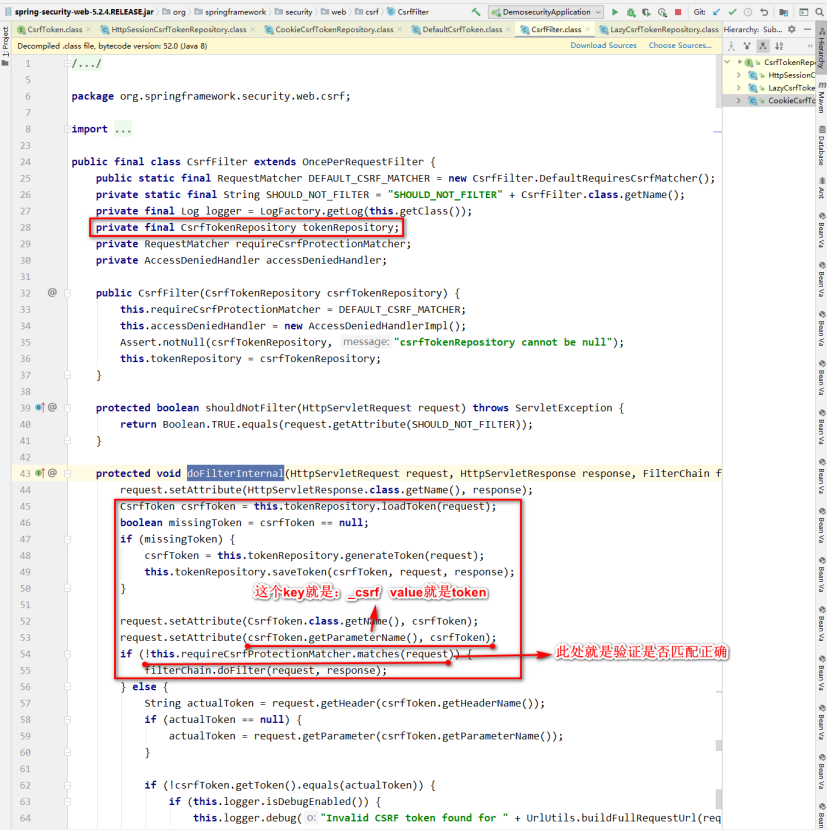 spring-security-web-5.2.4.RELEASE.jar org springframework security web csrf CsrfFilter DemosecurityApplication Git:
CsrfToken.class HttpSessionCsrfTokenRepository.class CookieCsrfTokenRepository.class DefaultCsrfToken.class CsrfFilter.class LazyCsrfTokenRepository.class Hierarchy: Sub...
Decompiled .class file, bytecode version: 52.0 (Java 8) Download Sources Choose Sources...
1 /.../
5
6 package org.springframework.security.web.csrf;
7
8 import ...
23
24 public final class CsrfFilter extends OncePerRequestFilter {
25 public static final RequestMatcher DEFAULT_CSRF_MATCHER = new CsrfFilter.DefaultRequiresCsrfMatcher();
26 private static final String SHOULD_NOT_FILTER = "SHOULD_NOT_FILTER" + CsrfFilter.class.getName();
27 private final Log logger = LogFactory.getLog(this.getClass());
28 private final CsrfTokenRepository tokenRepository;
29 private RequestMatcher requireCsrfProtectionMatcher;
30 private AccessDeniedHandler accessDeniedHandler;
31
32 @ public CsrfFilter(CsrfTokenRepository csrfTokenRepository) {
33 this.requireCsrfProtectionMatcher = DEFAULT_CSRF_MATCHER;
34 this.accessDeniedHandler = new AccessDeniedHandlerImpl();
35 Assert.notNull(csrfTokenRepository, message: "csrfTokenRepository cannot be null");
36 this.tokenRepository = csrfTokenRepository;
37 }
38
39 @ protected boolean shouldNotFilter(HttpServletRequest request) throws ServletException {
40 return Boolean.TRUE.equals(request.getAttribute(SHOULD_NOT_FILTER));
41 }
42
43 @ protected void doFilterInternal(HttpServletRequest request, HttpServletResponse response, FilterChain f
44 request.setAttribute(HttpServletResponse.class.getName(), response);
45 CsrfToken csrfToken = this.tokenRepository.loadToken(request);
46 boolean missingToken = csrfToken == null;
47 if (missingToken) {
48 csrfToken = this.tokenRepository.generateToken(request);
49 this.tokenRepository.saveToken(csrfToken, request, response);
50 }
这个key就是：_csrf value就是token
51
52 request.setAttribute(CsrfToken.class.getName(), csrfToken);
53 request.setAttribute(csrfToken.getParameterName(), csrfToken);
54 if (!this.requireCsrfProtectionMatcher.matches(request)) {
此处就是验证是否匹配正确
55 filterChain.doFilter(request, response);
56 } else {
57 String actualToken = request.getHeader(csrfToken.getHeaderName());
58 if (actualToken == null) {
59 actualToken = request.getParameter(csrfToken.getParameterName());
60 }
61
62 if (!csrfToken.getToken().equals(actualToken)) {
63 if (this.logger.isDebugEnabled()) {
64 this.logger.debug( o: "Invalid CSRF token found for " + UrlUtils.buildFullRequestUrl(req
1: Project
CsrfTokenRepo
HttpSessionC
LazyCsrfToken
CookieCsrfTo
Hierarchy
Maven
Database
Ant
Bean Va
Bean Va
Bean Va
Bean Va
Bean Va
Bean Va
Bean Va
Bean Va
Bean Va
Bean Va
Bean Va
Bean Va